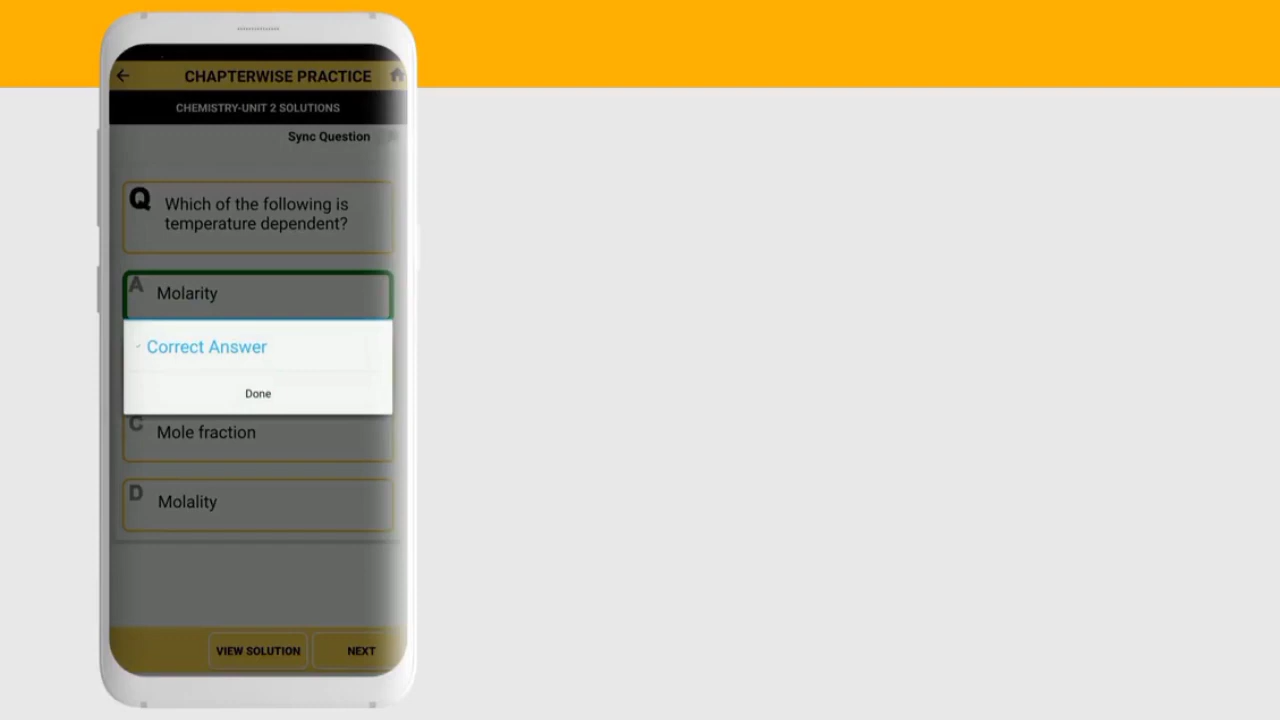 CHAPTERWISE PRACTICE
CHEMISTRY-UNIT 2 SOLUTIONS
Sync Question
Q
Which of the following is
temperature dependent?
A
Molarity
Correct Answer
Done
C
Mole fraction
D
Molality
VIEW SOLUTION NEXT